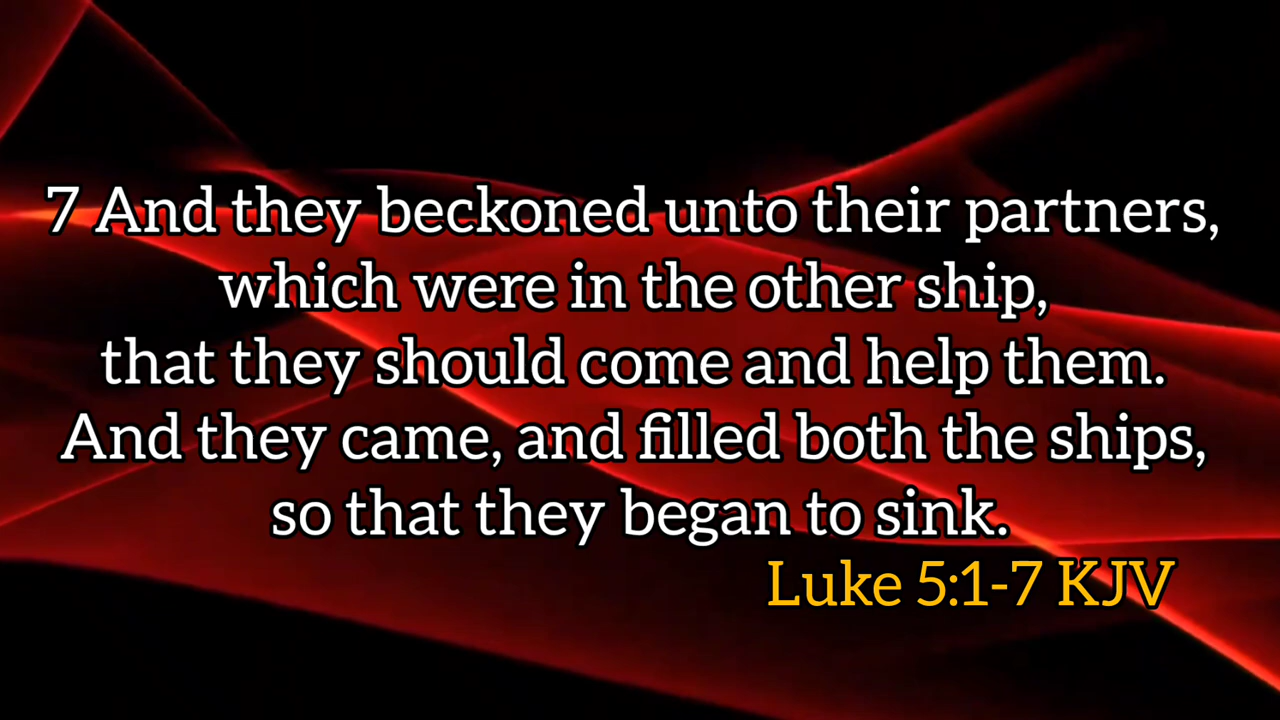 7 And they beckoned unto their partners,
which were in the other ship,
that they should come and help them.
And they came, and filled both the ships,
so that they began to sink.
Luke 5:1-7 KJV